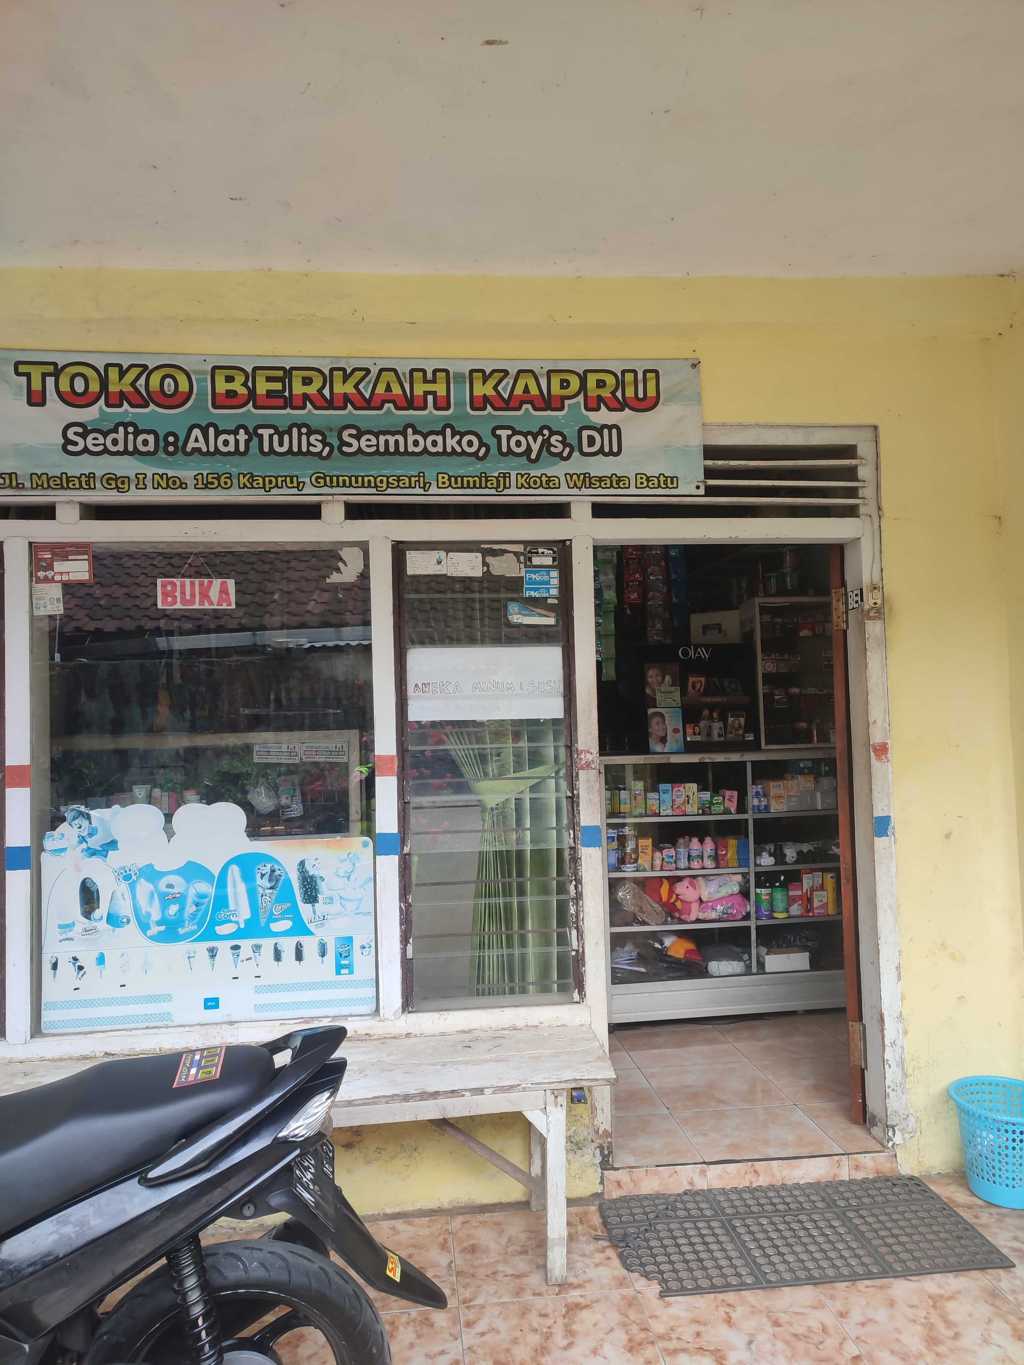 TOKO BERKAH KAPRU
Sedia : Alat Tulis, Sembako, Toy's, Dll
Jl. Melati Gg I No. 156 Kapru, Gunungsari, Bumiaji Kota Wisata Batu
BUKA
ANEKA MINUM
OLAY